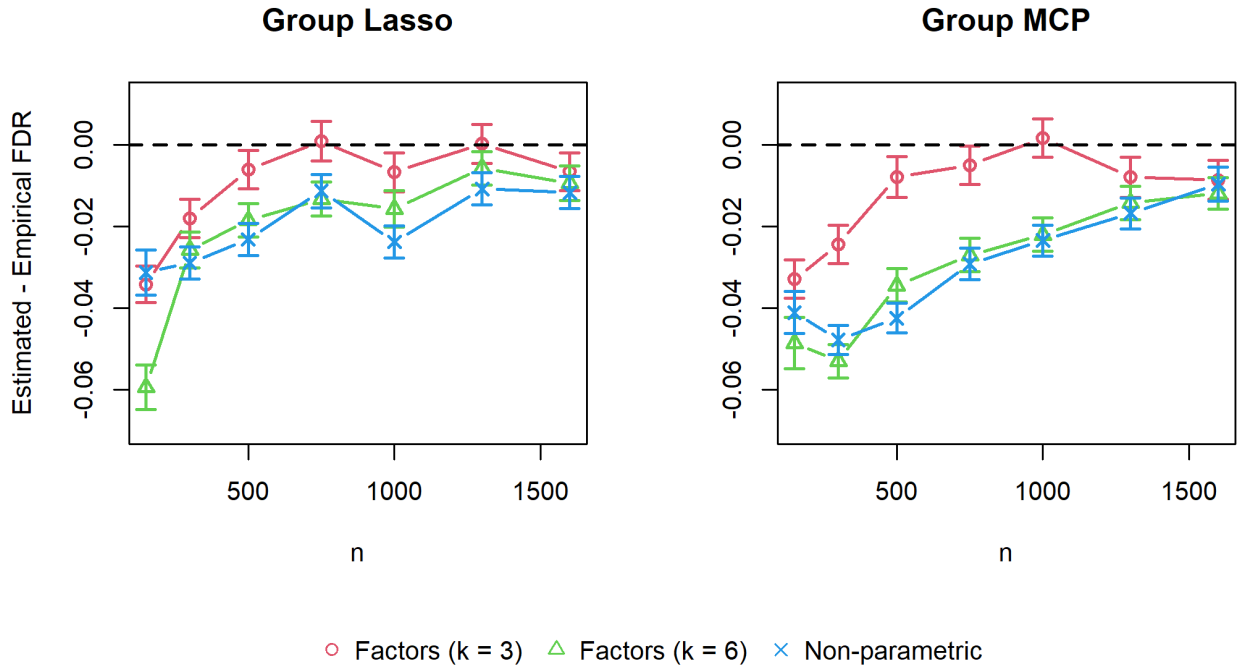 Group Lasso
Group MCP
Estimated - Empirical FDR
0.00
-0.02
-0.04
-0.06
500
1000
1500
n
0.00
-0.02
-0.04
-0.06
500
1000
1500
n
Factors (k = 3)
Factors (k = 6)
Non-parametric